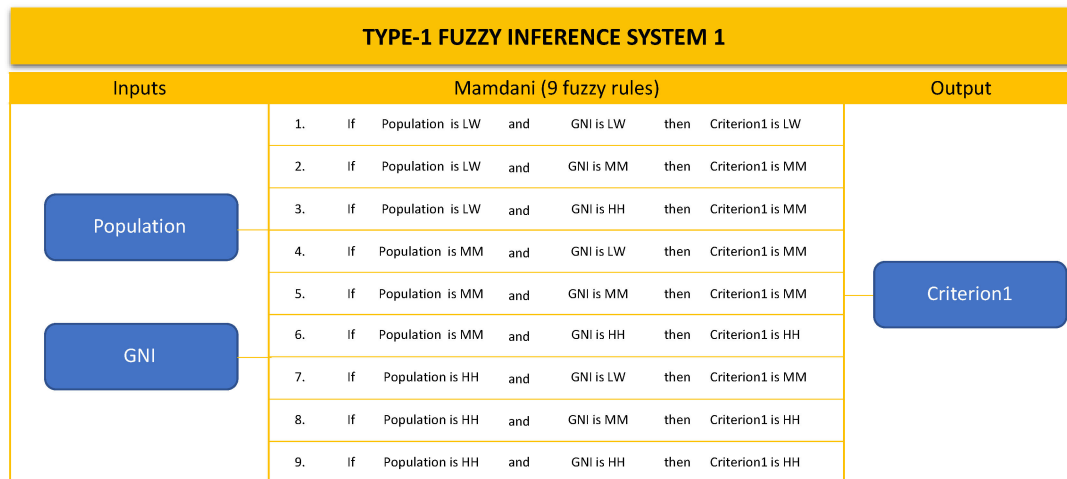 TYPE-1 FUZZY INFERENCE SYSTEM 1
Inputs Mamdani (9 fuzzy rules) Output
1. If Population is LW and GNI is LW then Criterion1 is LW
2. If Population is LW and GNI is MM then Criterion1 is MM
3. If Population is LW and GNI is HH then Criterion1 is MM
4. If Population is MM and GNI is LW then Criterion1 is MM
5. If Population is MM and GNI is MM then Criterion1 is MM
6. If Population is MM and GNI is HH then Criterion1 is HH
7. If Population is HH and GNI is LW then Criterion1 is MM
8. If Population is HH and GNI is MM then Criterion1 is HH
9. If Population is HH and GNI is HH then Criterion1 is HH
Population
GNI
Criterion1